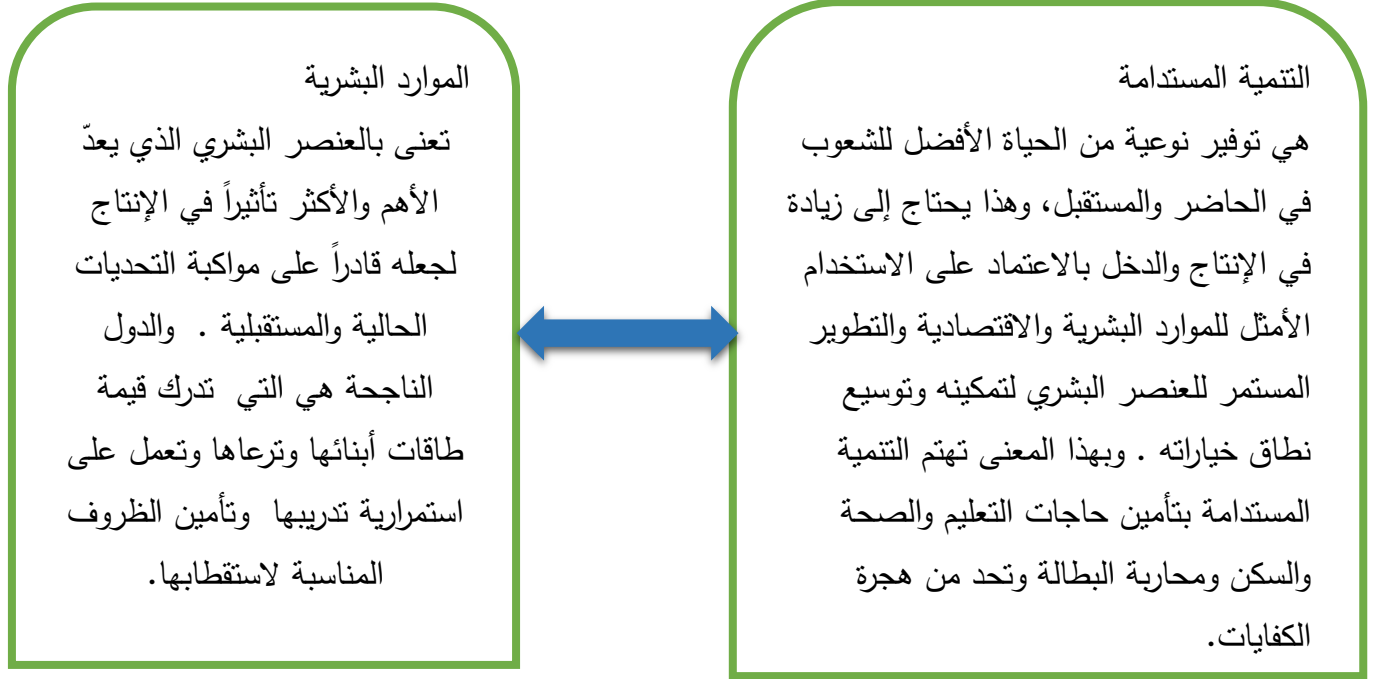 التنمية المستدامة
هي توفير نوعية من الحياة الأفضل للشعوب
في الحاضر والمستقبل، وهذا يحتاج إلى زيادة
في الإنتاج والدخل بالاعتماد على الاستخدام
الأمثل للموارد البشرية والاقتصادية والتطوير
المستمر للعنصر البشري لتمكينه وتوسيع
نطاق خياراته . وبهذا المعنى تهتم التنمية
المستدامة بتأمين حاجات التعليم والصحة
والسكن ومحاربة البطالة وتحد من هجرة
الكفايات.
الموارد البشرية
تعنى بالعنصر البشري الذي يعدّ
الأهم والأكثر تأثيراً في الإنتاج
لجعله قادراً على مواكبة التحديات
الحالية والمستقبلية . والدول
الناجحة هي التي تدرك قيمة
طاقات أبنائها وترعاها وتعمل على
استمرارية تدريبها وتأمين الظروف
المناسبة لاستقطابها.